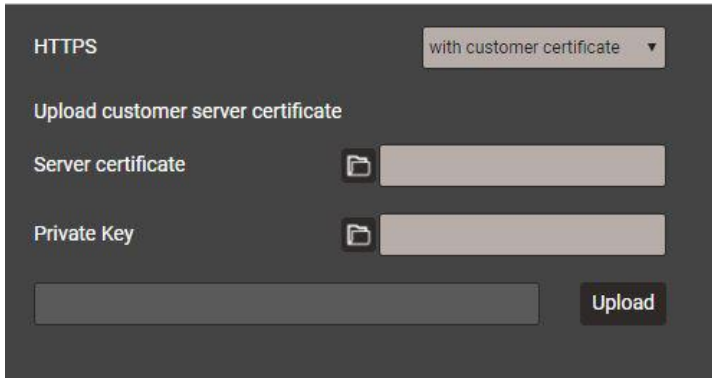 HTTPS with customer certificate
Upload customer server certificate
Server certificate
Private Key
Upload